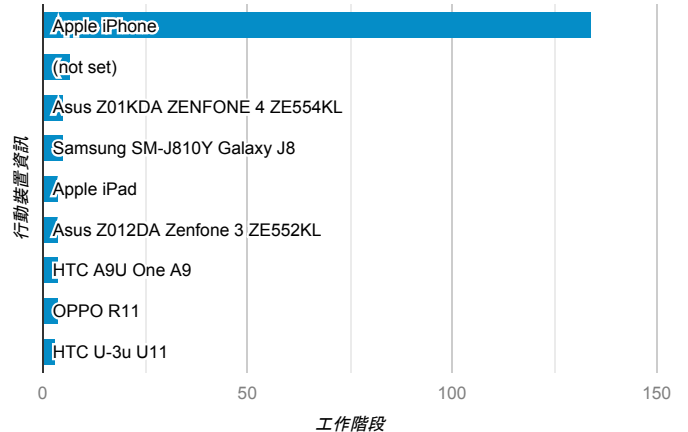 Apple iPhone
(not set)
Asus Z01KDA ZENFONE 4 ZE554KL
Samsung SM-J810Y Galaxy J8
Apple iPad
Asus Z012DA Zenfone 3 ZE552KL
HTC A9U One A9
OPPO R11
HTC U-3u U11
行動裝置資訊
0 50 100 150
工作階段